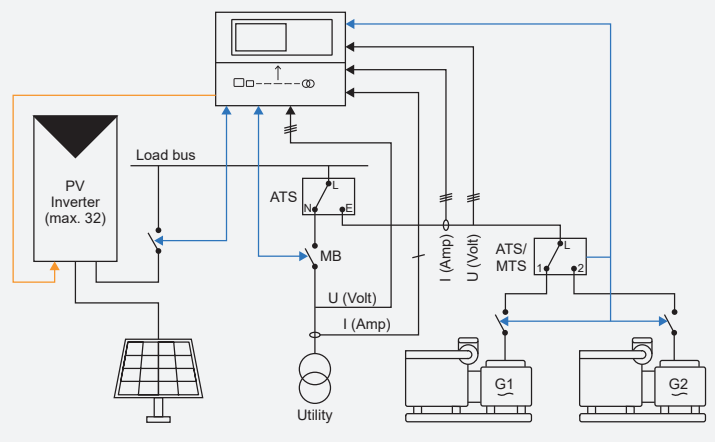 Load bus
PV
Inverter
(max. 32)
ATS
L
N
E
MB
I (Amp)
U (Volt)
ATS/
MTS
L
1
2
U (Volt)
I (Amp)
G1
G2
Utility